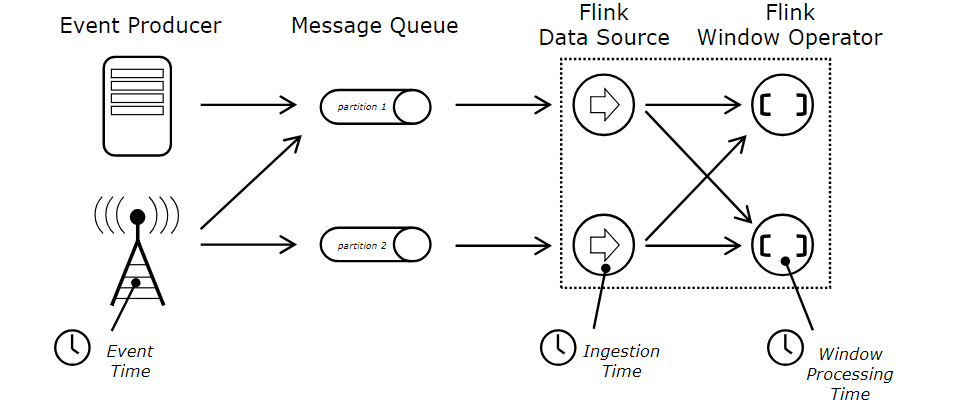 Event Producer
Message Queue
Flink
Data Source
Flink
Window Operator
partition 1
partition 2
Event
Time
Ingestion
Time
Window
Processing
Time